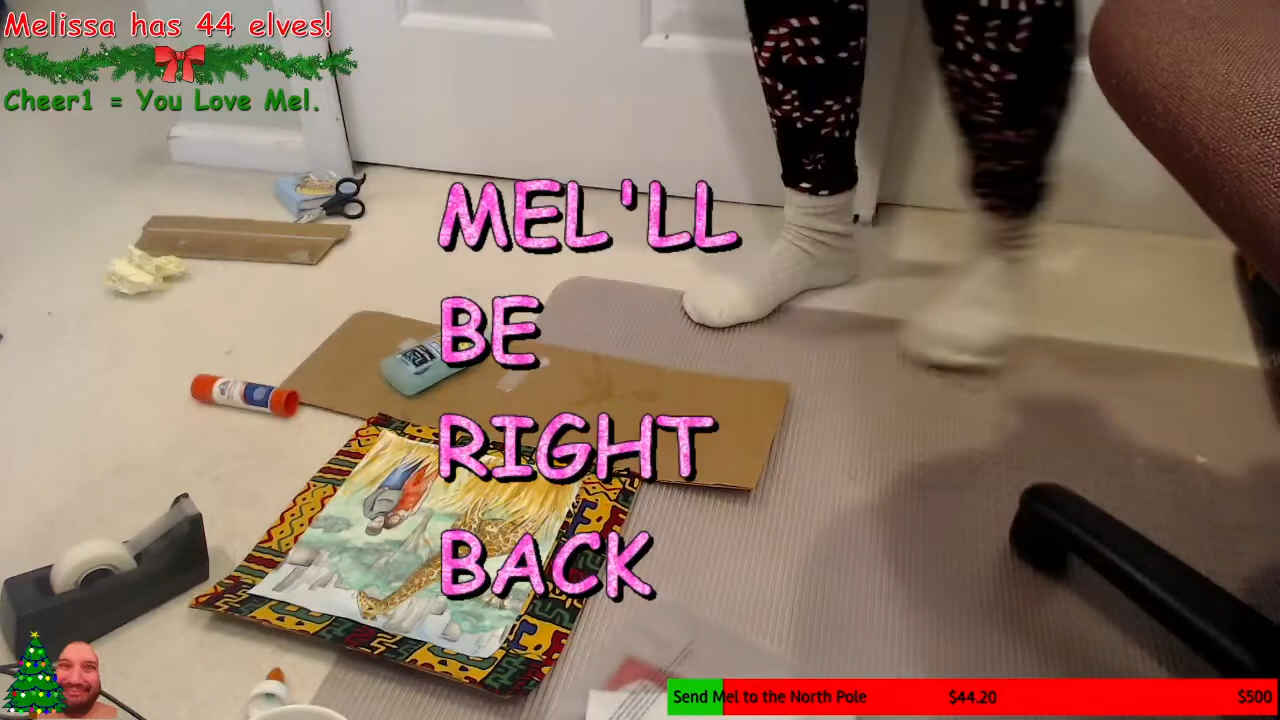 Melissa has 44 elves!
Cheer1 = You Love Mel.
MEL'LL
BE
RIGHT
BACK
Send Mel to the North Pole $44.20 $500